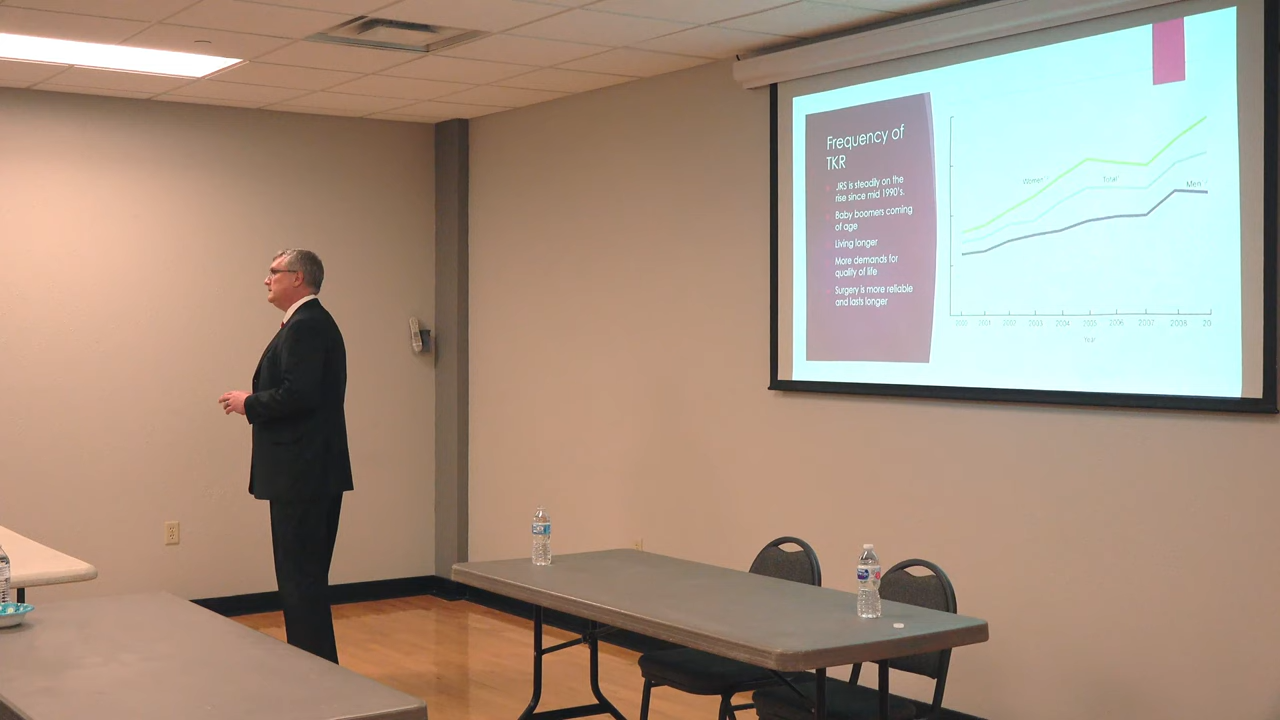 Frequency of
TKR
JRS is steadily on the
rise since mid 1990's.
Baby boomers coming
of age
Living longer
More demands for
quality of life
Surgery is more reliable
and lasts longer
Women
Total
Men
2000 2001 2002 2003 2004 2005 2006 2007 2008 20
Year